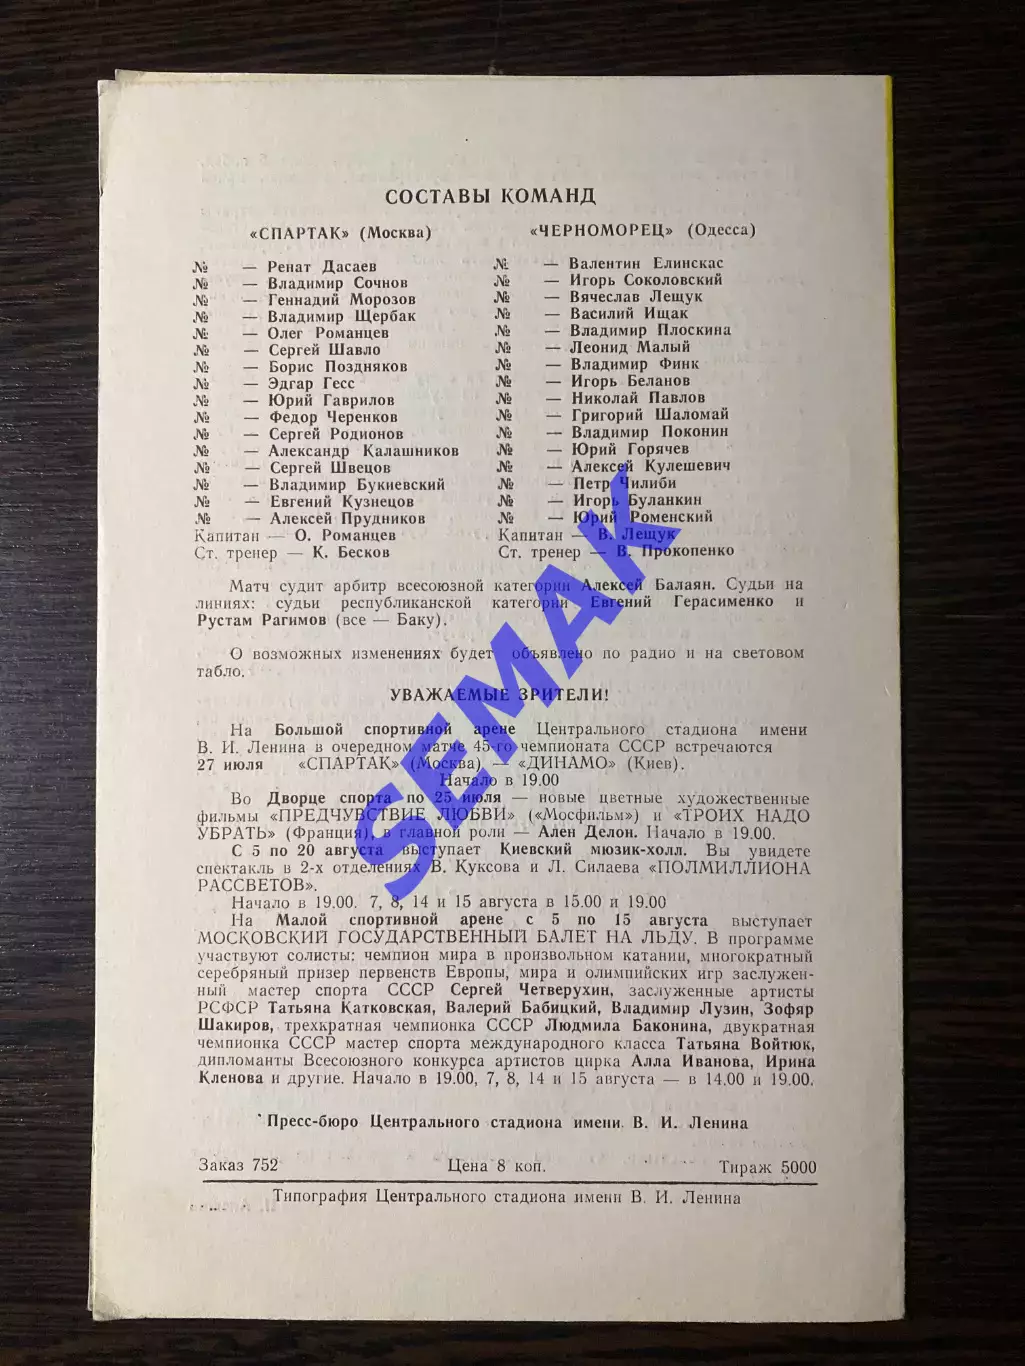 СОСТАВЫ КОМАНД
«СПАРТАК» (Москва)
№ — Ренат Дасаев
№ — Владимир Сочнов
№ — Геннадий Морозов
№ — Владимир Щербак
№ — Олег Романцев
№ — Сергей Шавло
№ — Борис Поздняков
№ — Эдгар Гесс
№ — Юрий Гаврилов
№ — Федор Черенков
№ — Сергей Родионов
№ — Александр Калашников
№ — Сергей Швецов
№ — Владимир Букиевский
№ — Евгений Кузнецов
№ — Алексей Прудников
Капитан — О. Романцев
Ст. тренер — К. Бесков
«ЧЕРНОМОРЕЦ» (Одесса)
№ — Валентин Елинскас
№ — Игорь Соколовский
№ — Вячеслав Лещук
№ — Василий Ищак
№ — Владимир Плоскина
№ — Леонид Малый
№ — Владимир Финк
№ — Игорь Беланов
№ — Николай Павлов
№ — Григорий Шаломай
№ — Владимир Поконин
№ — Юрий Горячев
№ — Алексей Кулешевич
№ — Петр Чилиби
№ — Игорь Буланкин
№ — Юрий Роменский
Капитан — В. Лещук
Ст. тренер — В. Прокопенко
Матч судит арбитр всесоюзной категории Алексей Балаян. Судьи на
линиях: судьи республиканской категории Евгений Герасименко и
Рустам Рагимов (все — Баку).
О возможных изменениях будет объявлено по радио и на световом
табло.
УВАЖАЕМЫЕ ЗРИТЕЛИ!
На Большой спортивной арене Центрального стадиона имени
В. И. Ленина в очередном матче 45-го чемпионата СССР встречаются
27 июля «СПАРТАК» (Москва) — «ДИНАМО» (Киев).
Начало в 19.00
Во Дворце спорта по 25 июля — новые цветные художественные
фильмы «ПРЕДЧУВСТВИЕ ЛЮБВИ» («Мосфильм») и «ТРОИХ НАДО
УБРАТЬ» (Франция), в главной роли — Ален Делон. Начало в 19.00.
С 5 по 20 августа выступает Киевский мюзик-холл. Вы увидете
спектакль в 2-х отделениях В. Куксова и Л. Силаева «ПОЛМИЛЛИОНА
РАССВЕТОВ».
Начало в 19.00. 7, 8, 14 и 15 августа в 15.00 и 19.00
На Малой спортивной арене с 5 по 15 августа выступает
МОСКОВСКИЙ ГОСУДАРСТВЕННЫЙ БАЛЕТ НА ЛЬДУ. В программе
участвуют солисты: чемпион мира в произвольном катании, многократный
серебряный призер первенств Европы, мира и олимпийских игр заслужен-
ный мастер спорта СССР Сергей Четверухин, заслуженные артисты
РСФСР Татьяна Катковская, Валерий Бабицкий, Владимир Лузин, Зофяр
Шакиров, трехкратная чемпионка СССР Людмила Баконина, двукратная
чемпионка СССР мастер спорта международного класса Татьяна Войтюк,
дипломанты Всесоюзного конкурса артистов цирка Алла Иванова, Ирина
Кленова и другие. Начало в 19.00, 7, 8, 14 и 15 августа — в 14.00 и 19.00.
Пресс-бюро Центрального стадиона имени В. И. Ленина
Заказ 752 Цена 8 коп. Тираж 5000
Типография Центрального стадиона имени В. И. Ленина
SEMAK